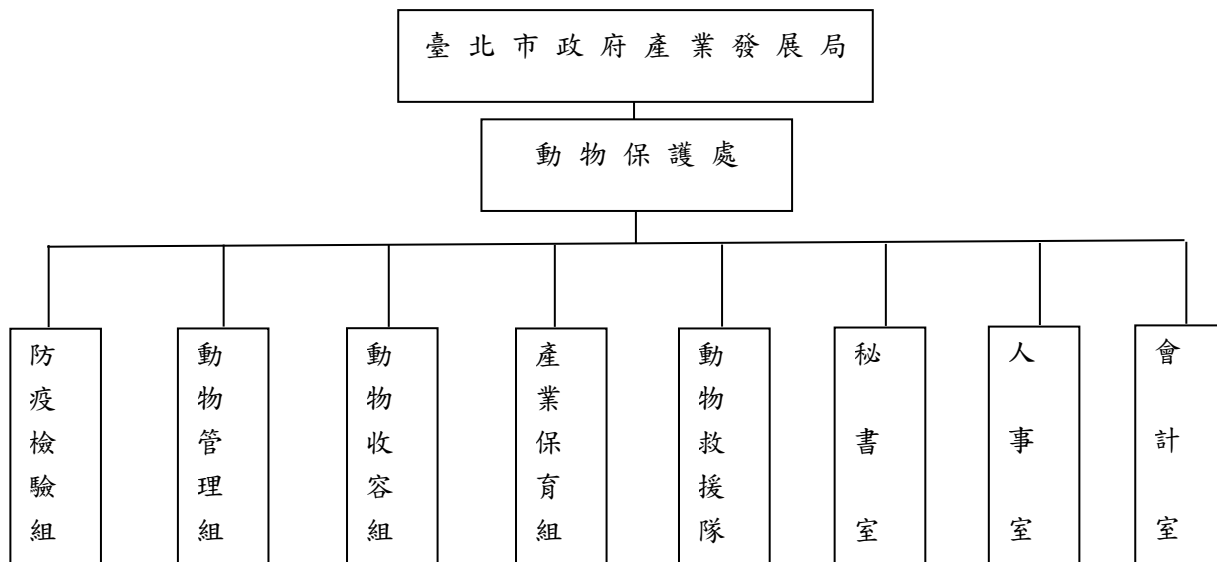 臺北市政府產業發展局
動物保護處
防疫檢驗組
動物管理組
動物收容組
產業保育組
動物救援隊
秘書室
人事室
會計室